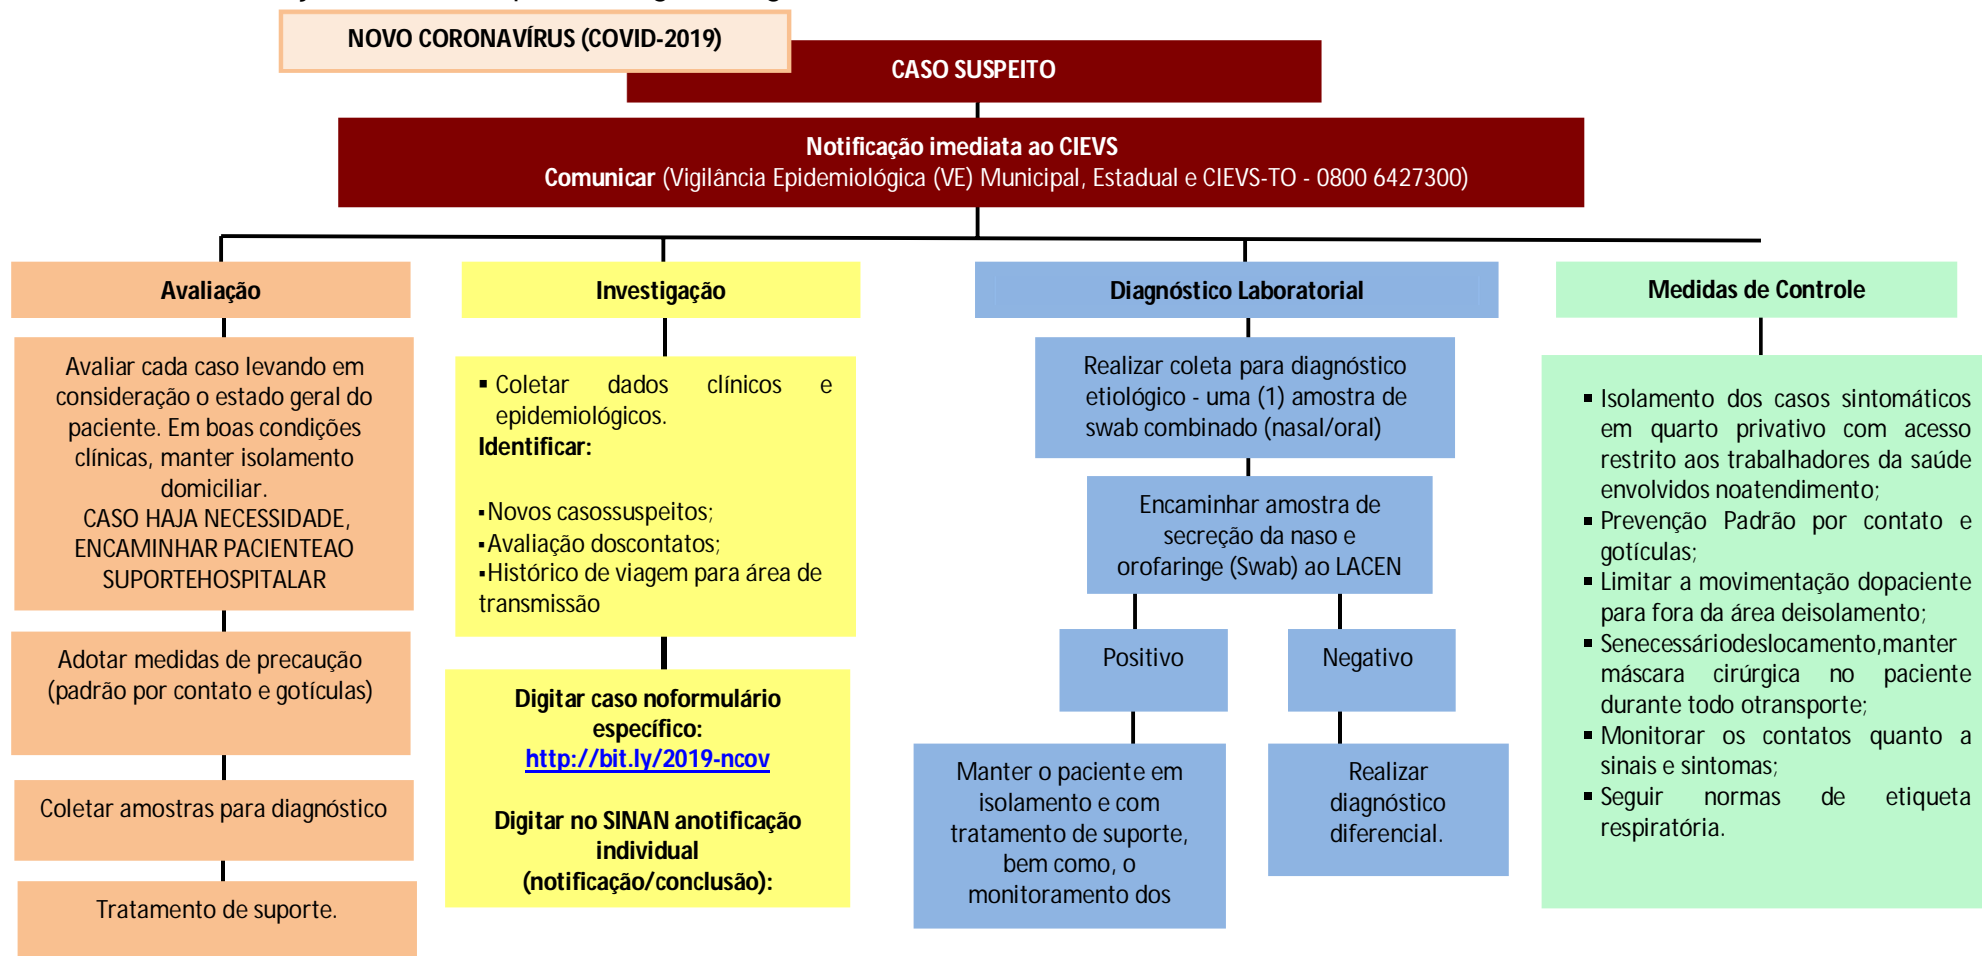 NOVO CORONAVÍRUS (COVID-2019)
CASO SUSPEITO
Notificação imediata ao CIEVS
Comunicar (Vigilância Epidemiológica (VE) Municipal, Estadual e CIEVS-TO - 0800 6427300)
Avaliação
Avaliar cada caso levando em
consideração o estado geral do
paciente. Em boas condições
clínicas, manter isolamento
domiciliar.
CASO HAJA NECESSIDADE,
ENCAMINHAR PACIENTEAO
SUPORTEHOSPITALAR
Adotar medidas de precaução
(padrão por contato e gotículas)
Coletar amostras para diagnóstico
Tratamento de suporte.
Investigação
▪ Coletar dados clínicos e
epidemiológicos.
Identificar:
▪Novos casossuspeitos;
▪Avaliação doscontatos;
▪Histórico de viagem para área de
transmissão
Digitar caso noformulário
específico:
http://bit.ly/2019-ncov
Digitar no SINAN anotificação
individual
(notificação/conclusão):
Diagnóstico Laboratorial
Realizar coleta para diagnóstico
etiológico - uma (1) amostra de
swab combinado (nasal/oral)
Encaminhar amostra de
secreção da naso e
orofaringe (Swab) ao LACEN
Positivo
Manter o paciente em
isolamento e com
tratamento de suporte,
bem como, o
monitoramento dos
Negativo
Realizar
diagnóstico
diferencial.
Medidas de Controle
▪ Isolamento dos casos sintomáticos
em quarto privativo com acesso
restrito aos trabalhadores da saúde
envolvidos noatendimento;
▪ Prevenção Padrão por contato e
gotículas;
▪ Limitar a movimentação dopaciente
para fora da área deisolamento;
▪ Senecessáriodeslocamento,manter
máscara cirúrgica no paciente
durante todo otransporte;
▪ Monitorar os contatos quanto a
sinais e sintomas;
▪ Seguir normas de etiqueta
respiratória.